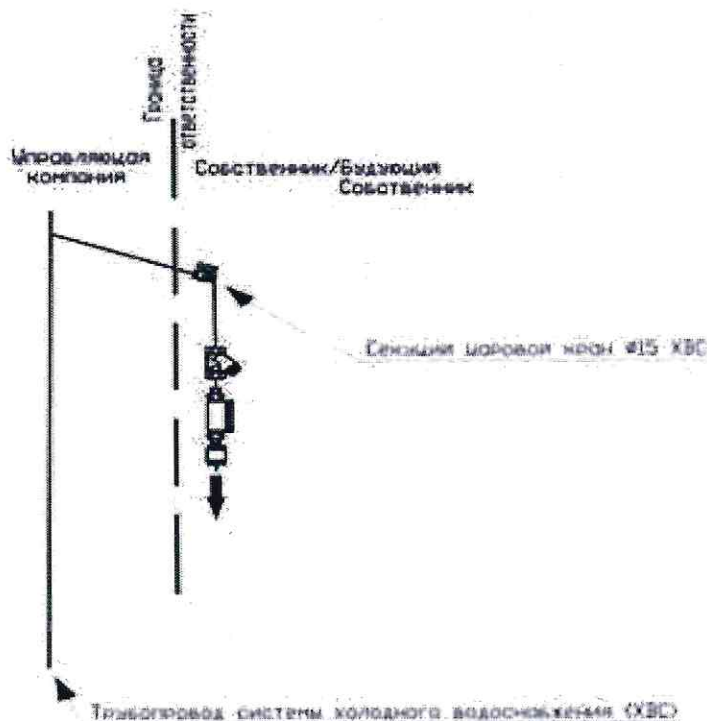 Граница
ответственности
Управляющая
компания
Собственник/Будующий
Собственник
Секущий шаровой кран Ø15 ХВС
Трубопровод системы холодного водоснабжения (ХВС)